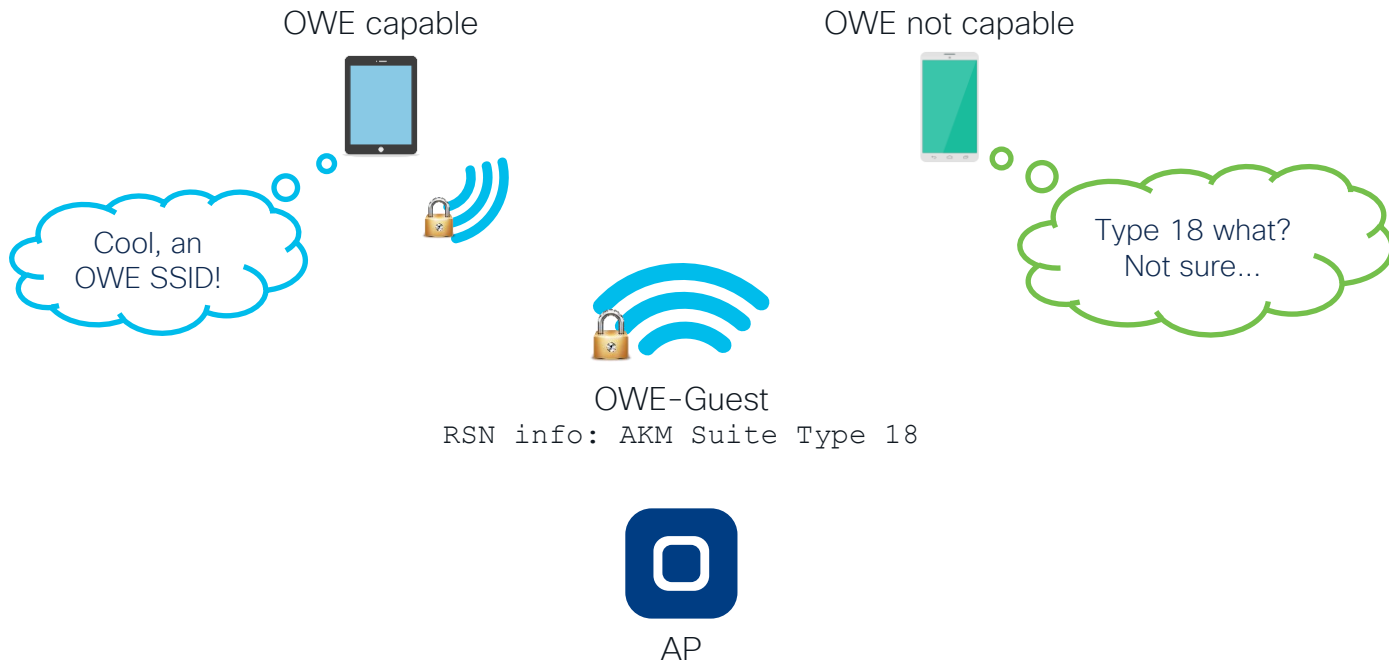 OWE capable
OWE not capable
Cool, an
OWE SSID!
Type 18 what?
Not sure...
OWE-Guest
RSN info: AKM Suite Type 18
AP